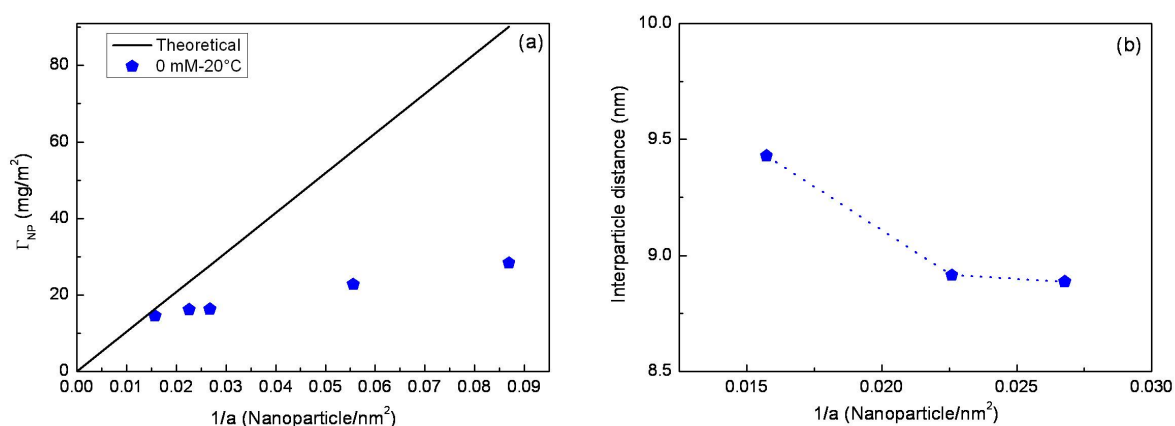 Theoretical
0 mM-20°C
(a)
80
60
40
20
0
ΓNP (mg/m²)
0.00 0.01 0.02 0.03 0.04 0.05 0.06 0.07 0.08 0.09
1/a (Nanoparticle/nm²)
(b)
10.0
9.5
9.0
8.5
Interparticle distance (nm)
0.015 0.020 0.025 0.030
1/a (Nanoparticle/nm²)